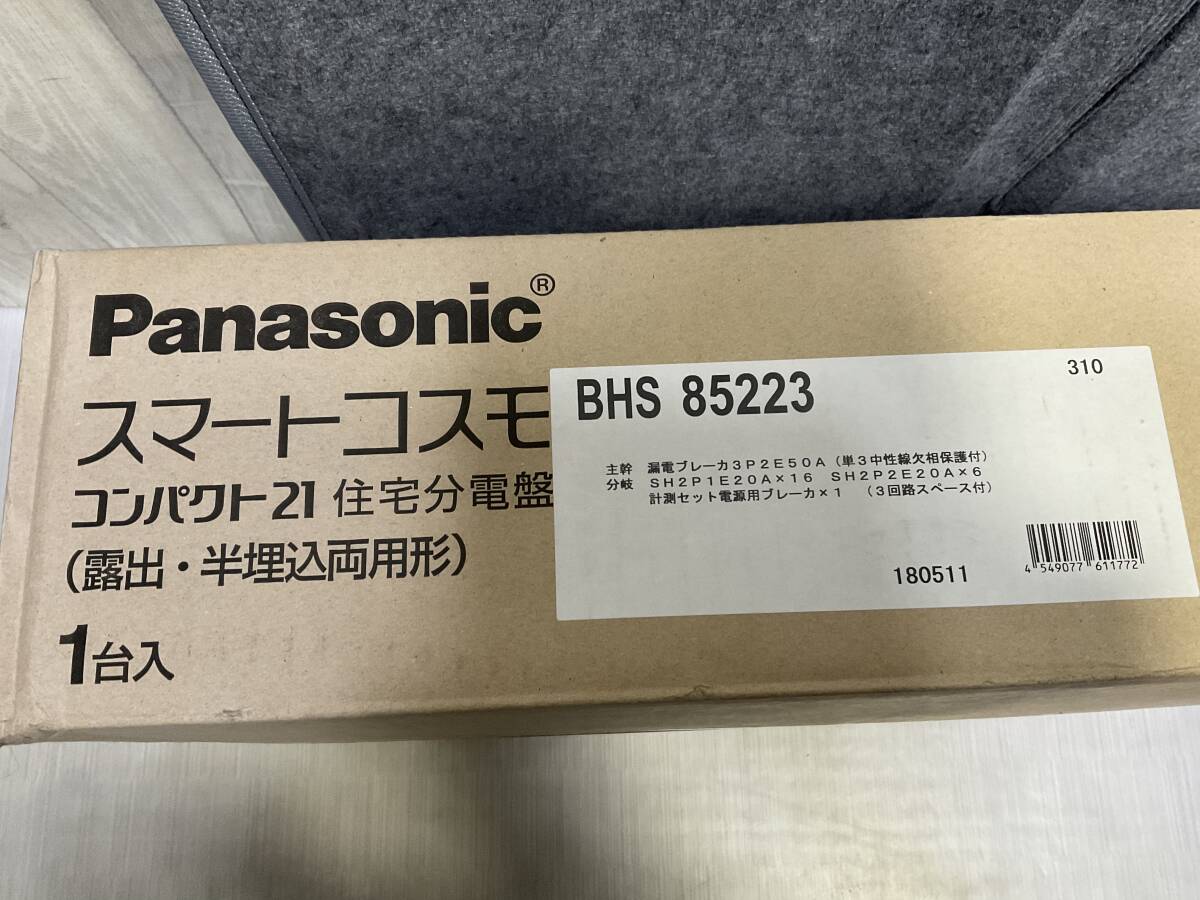 Panasonic®
スマートコスモ
コンパクト21 住宅分電盤
(露出・半埋込両用形)
1台入
310
BHS 85223
主幹 漏電ブレーカ3P2E50A（単3中性線欠相保護付）
分岐 SH2P1E20A×16 SH2P2E20A×6
計測セット電源用ブレーカ×1 （3回路スペース付）
180511
4 549077 611772